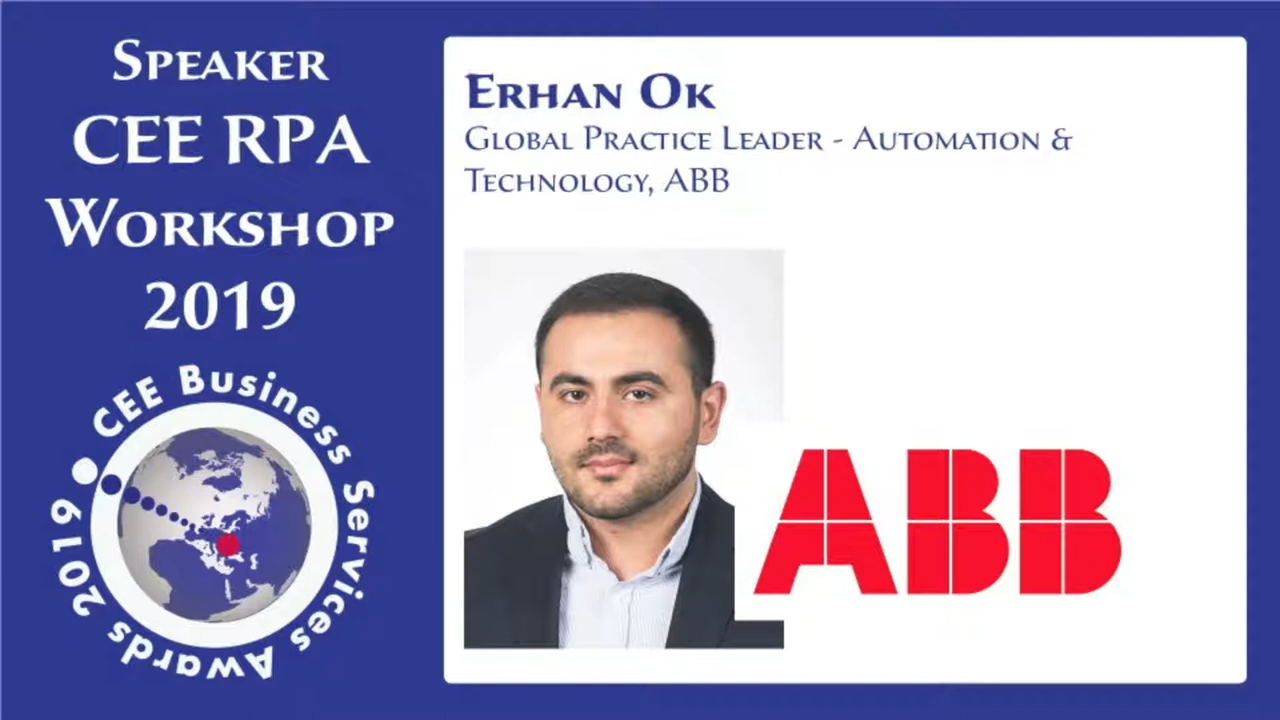 Speaker
CEE RPA
Workshop
2019
CEE Business Services Awards 2019
Erhan Ok
Global Practice Leader - Automation &
Technology, ABB
ABB